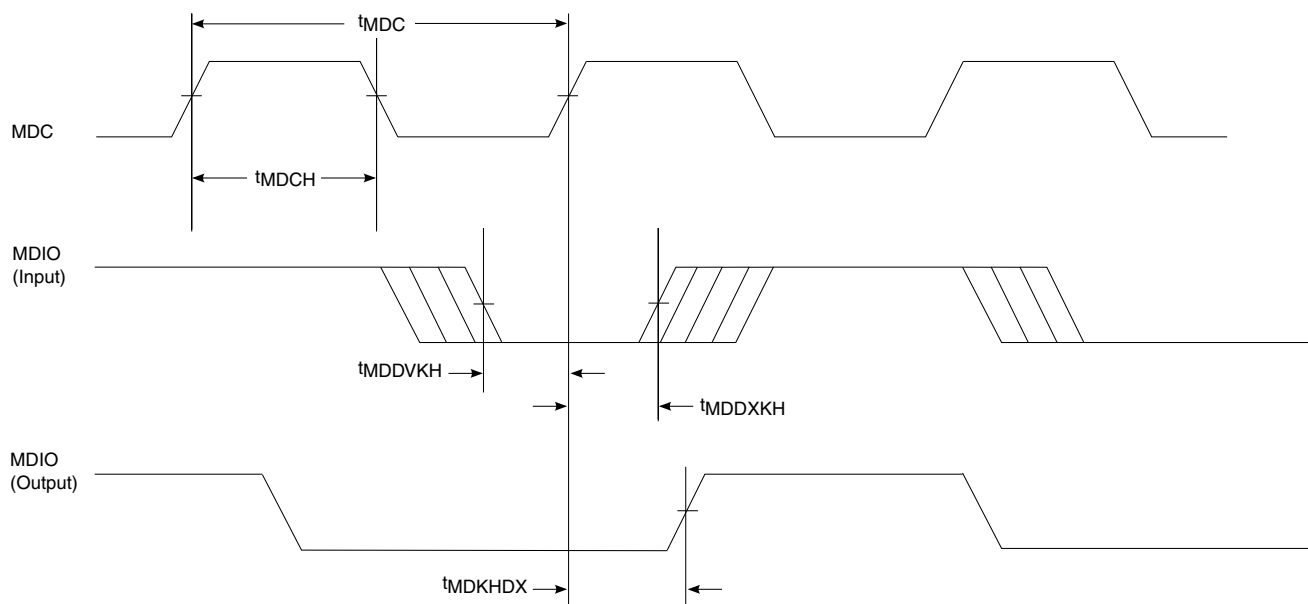 tMDC
MDC
tMDCH
MDIO
(Input)
tMDDVKH
tMDDXKH
MDIO
(Output)
tMDKHDX